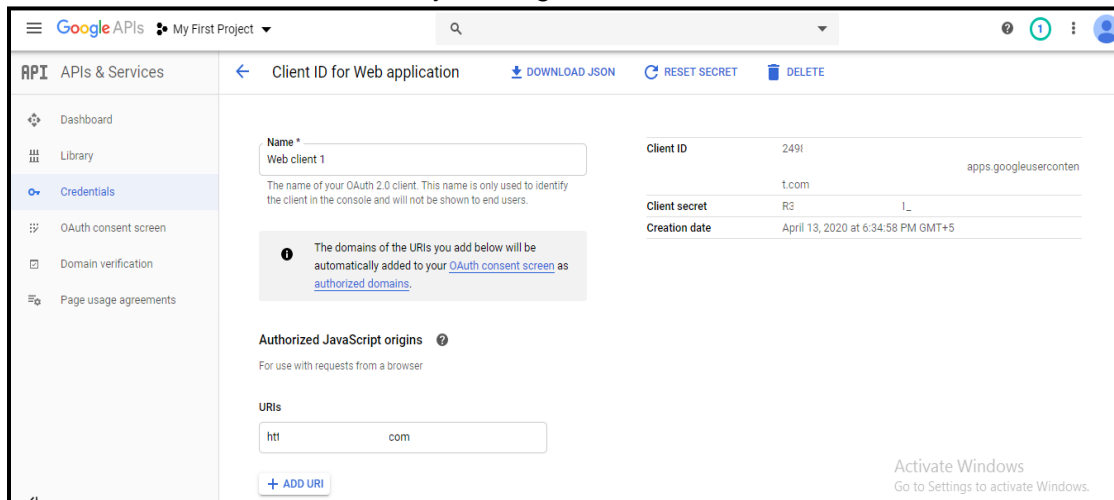 Google APIs My First Project
1
API APIs & Services
Client ID for Web application
DOWNLOAD JSON
RESET SECRET
DELETE
Dashboard
Library
Credentials
OAuth consent screen
Domain verification
Page usage agreements
Name *
Web client 1
The name of your OAuth 2.0 client. This name is only used to identify
the client in the console and will not be shown to end users.
The domains of the URIs you add below will be
automatically added to your OAuth consent screen as
authorized domains.
Authorized JavaScript origins
For use with requests from a browser
URIs
com
+ ADD URI
Client ID 249
apps.googleuserconten
t.com
Client secret
Creation date April 13, 2020 at 6:34:58 PM GMT+5
Activate Windows
Go to Settings to activate Windows.